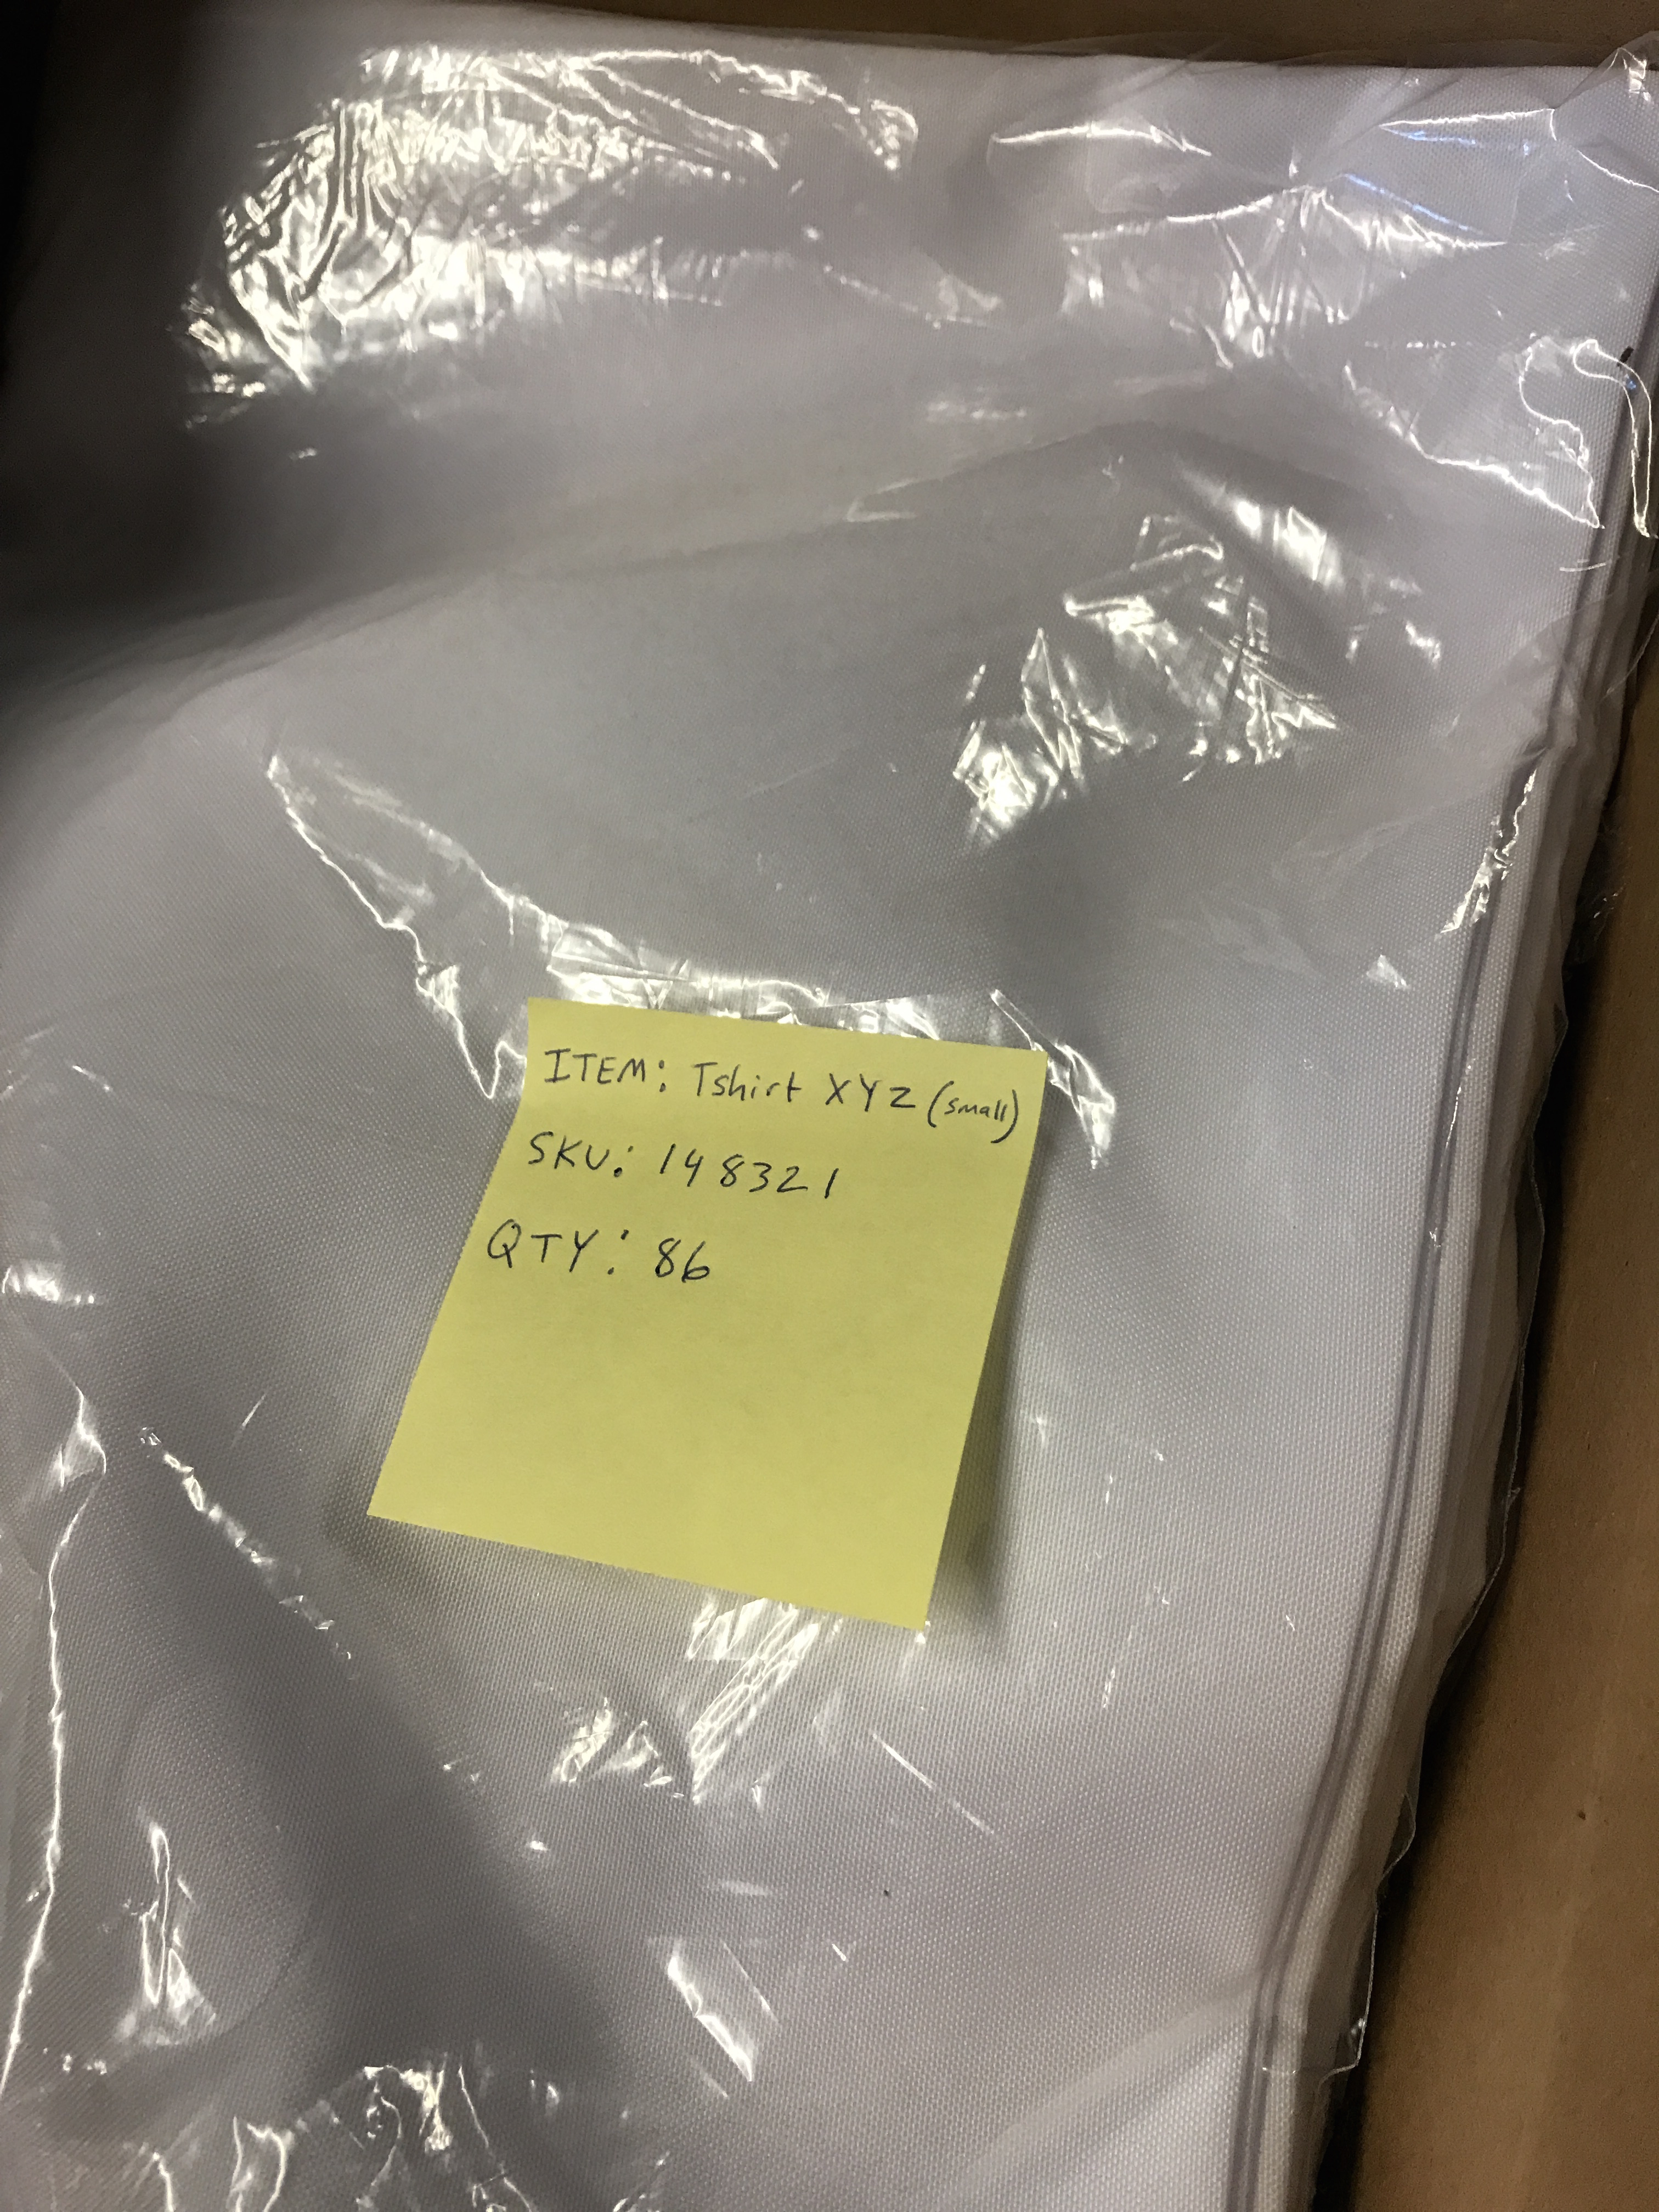 ITEM: Tshirt XYZ (small)
SKU: 148321
QTY: 86